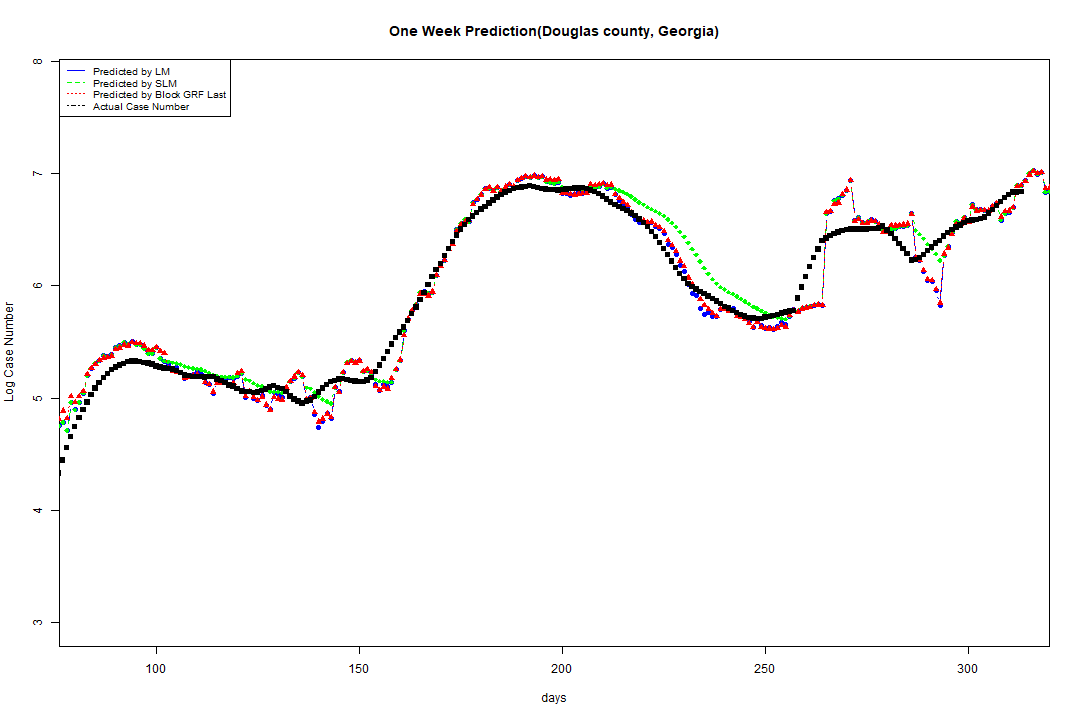 One Week Prediction(Douglas county, Georgia)
Predicted by LM
Predicted by SLM
Predicted by Block GRF Last
Actual Case Number
8
7
6
5
4
3
Log Case Number
100 150 200 250 300
days